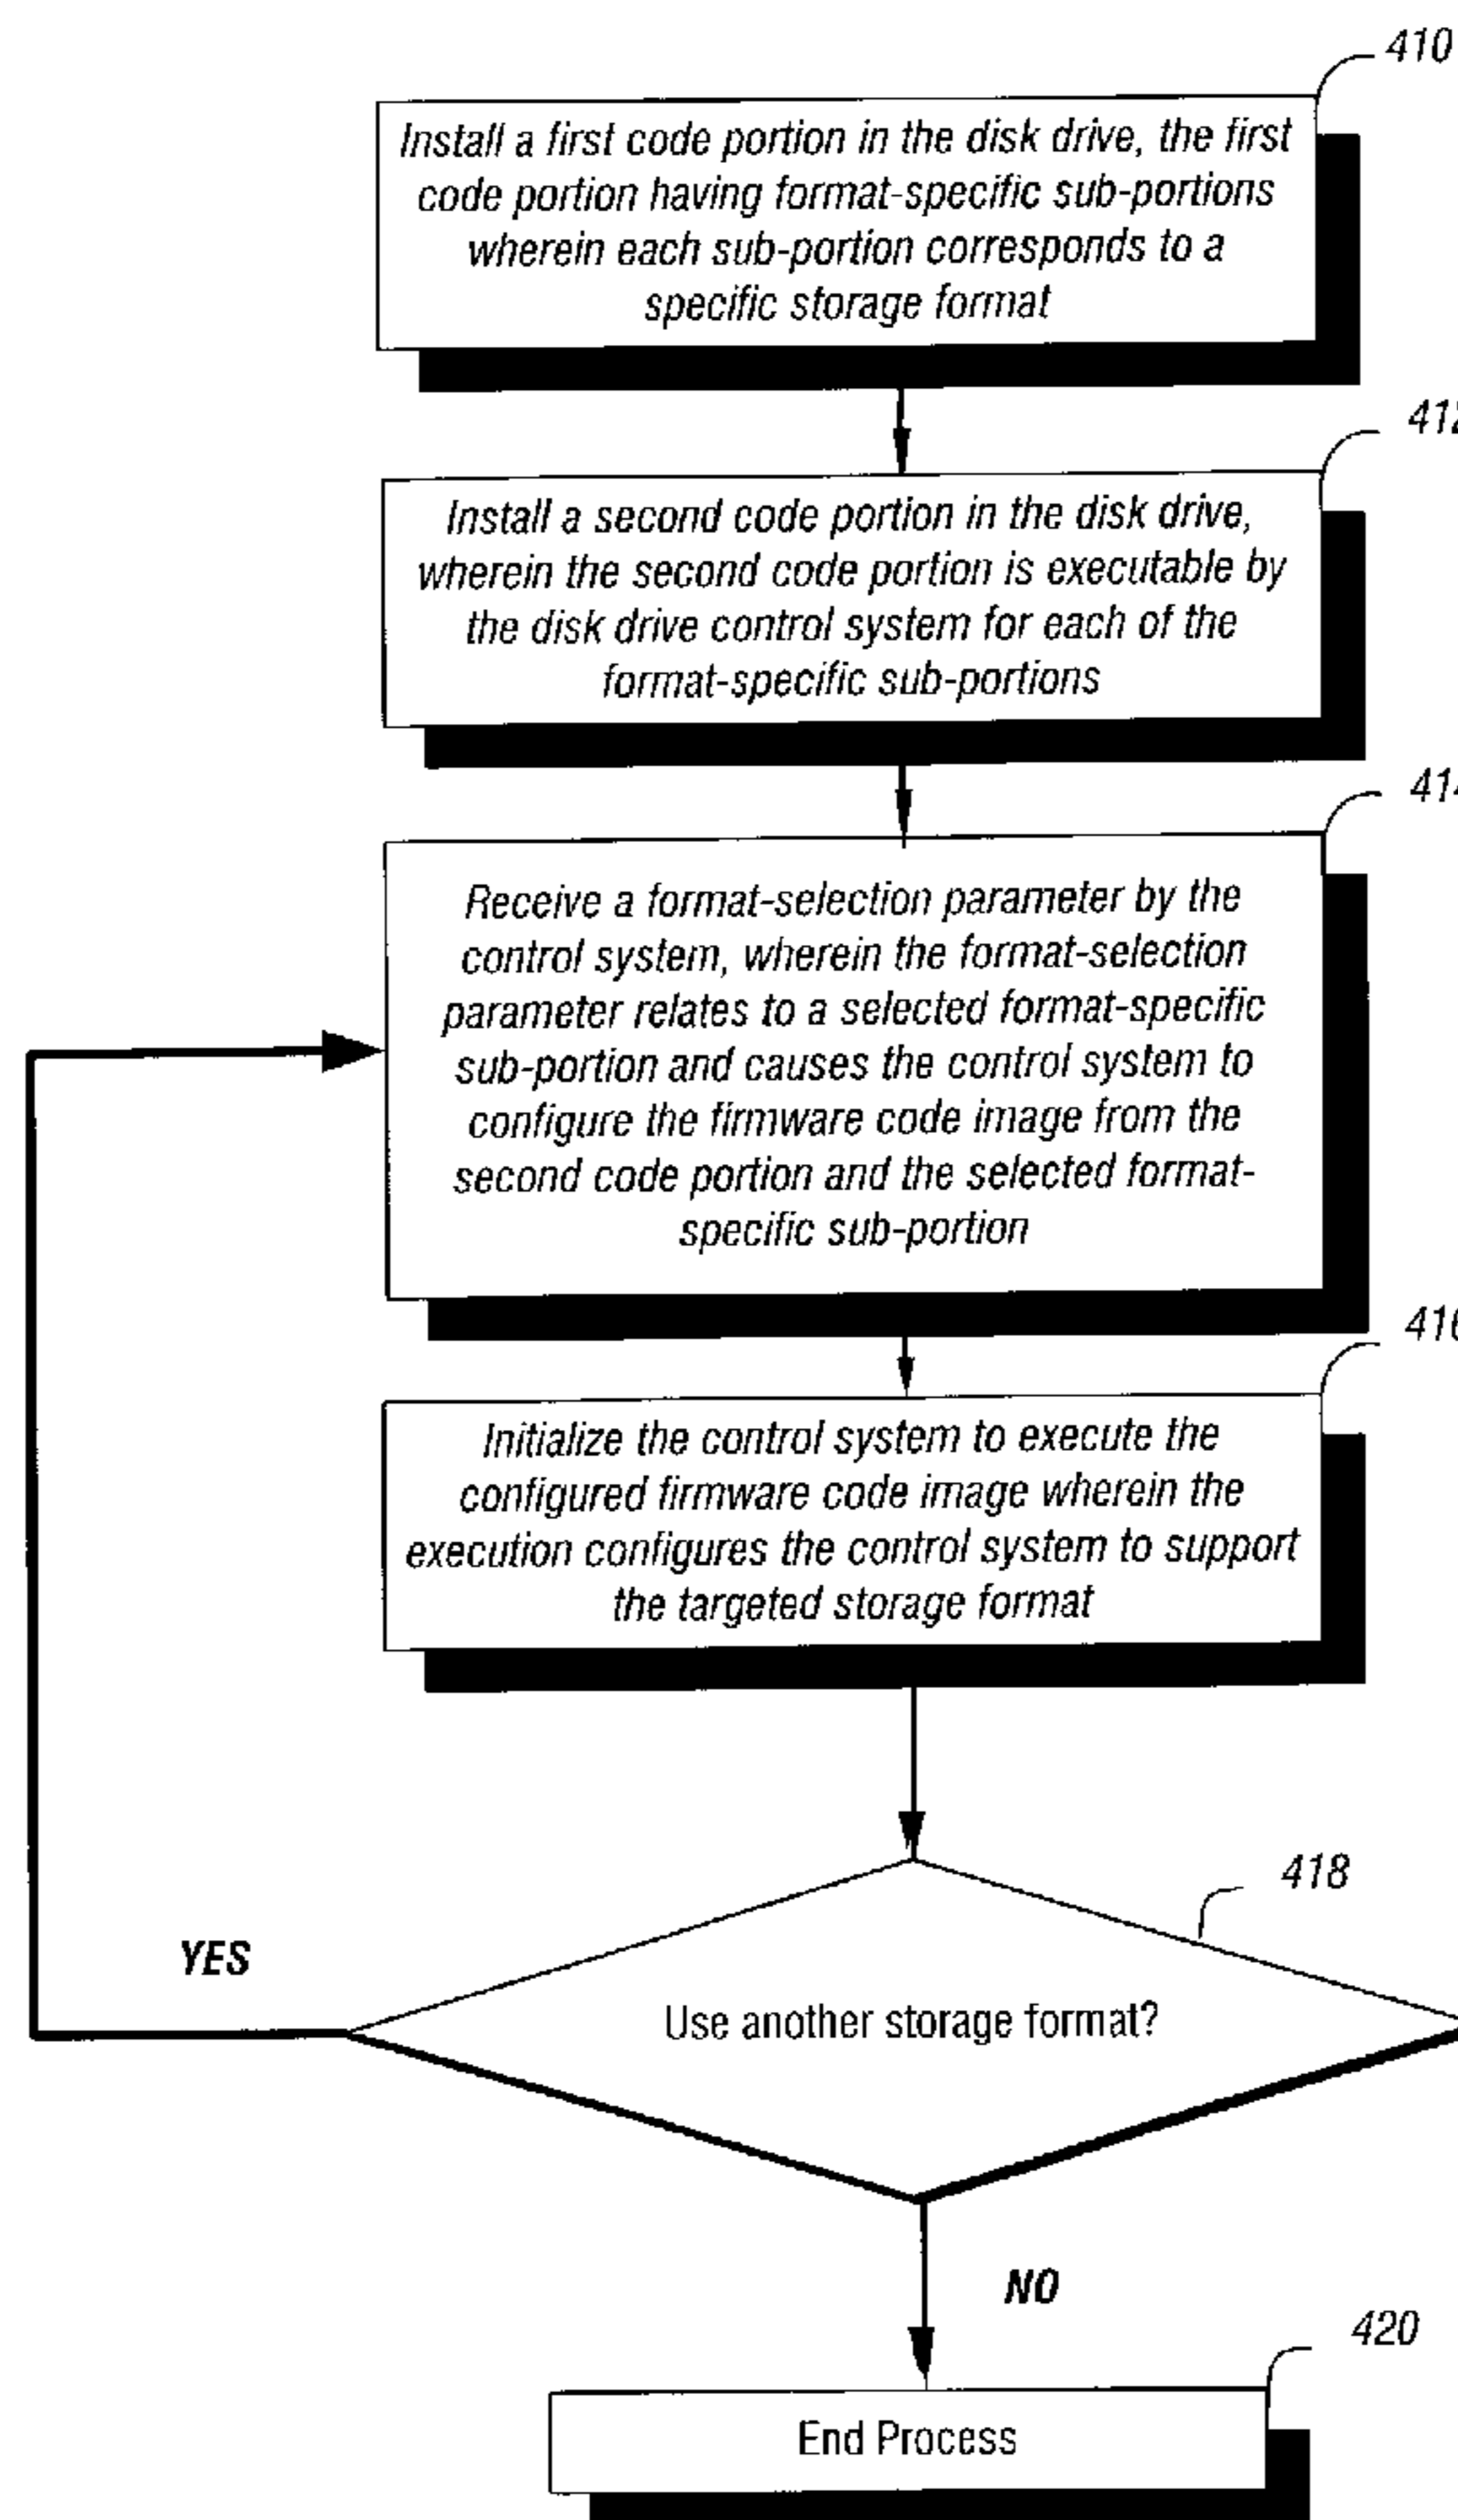 410
Install a first code portion in the disk drive, the first
code portion having format-specific sub-portions
wherein each sub-portion corresponds to a
specific storage format
412
Install a second code portion in the disk drive,
wherein the second code portion is executable by
the disk drive control system for each of the
format-specific sub-portions
414
Receive a format-selection parameter by the
control system, wherein the format-selection
parameter relates to a selected format-specific
sub-portion and causes the control system to
configure the firmware code image from the
second code portion and the selected format-
specific sub-portion
416
Initialize the control system to execute the
configured firmware code image wherein the
execution configures the control system to support
the targeted storage format
418
YES
Use another storage format?
NO
420
End Process